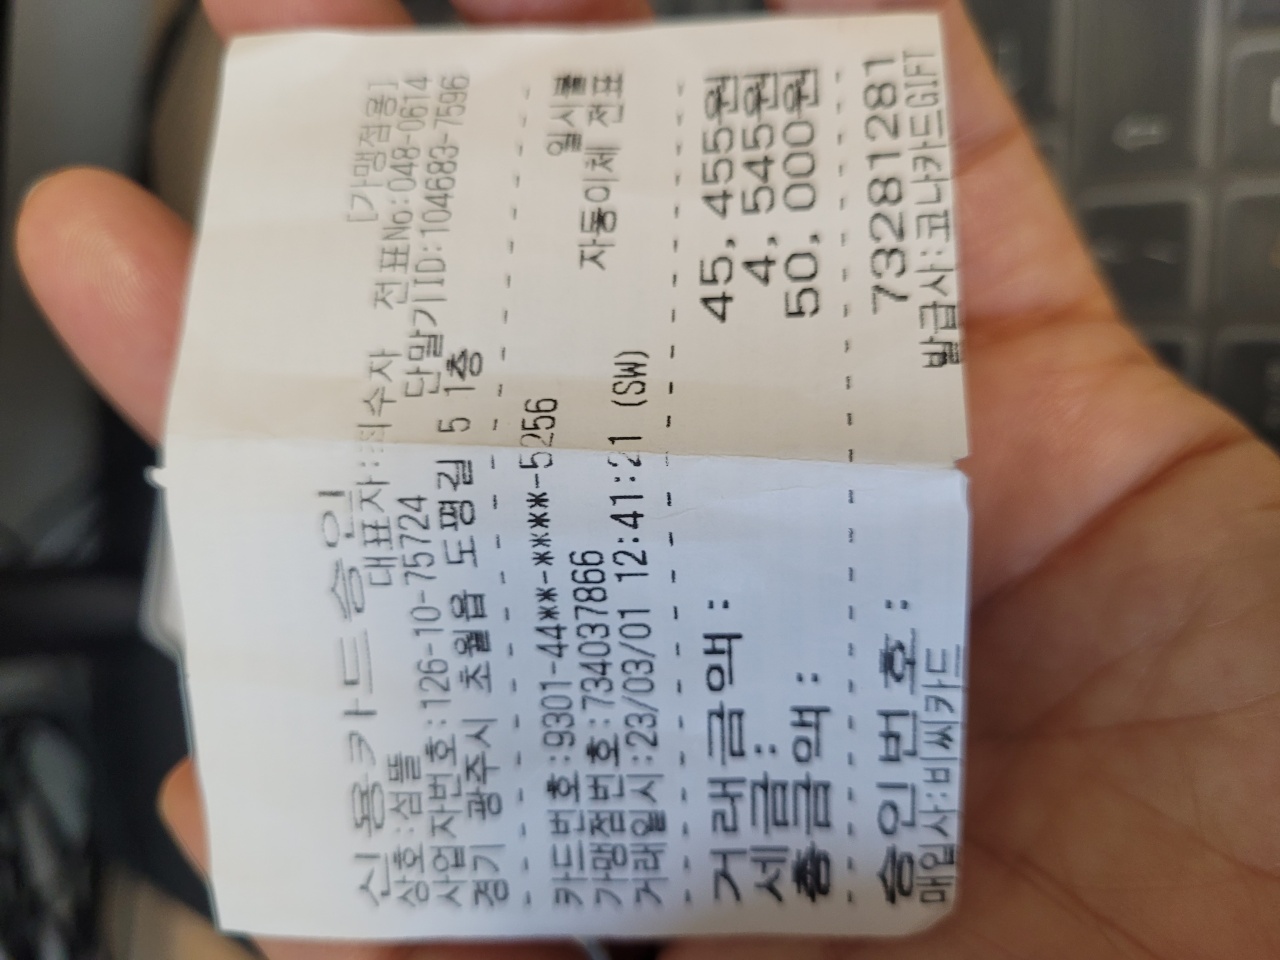 신용카드승인
[가맹점용]
상호:섬뜰 대표자:최수자 전표No:048-0614
사업자번호:126-10-75724 단말기ID:104683-7596
경기 광주시 초월읍 도평길 5 1층
카드번호:9301-44**-****-5256 일시불
가맹점번호:734037866 자동이체 전표
거래일시:23/03/01 12:41:21 (SW)
거래금액: 45,455원
세금: 4,545원
총금액: 50,000원
승인번호: 73281281
매입사:비씨카드 발급사:코나카드GIFT